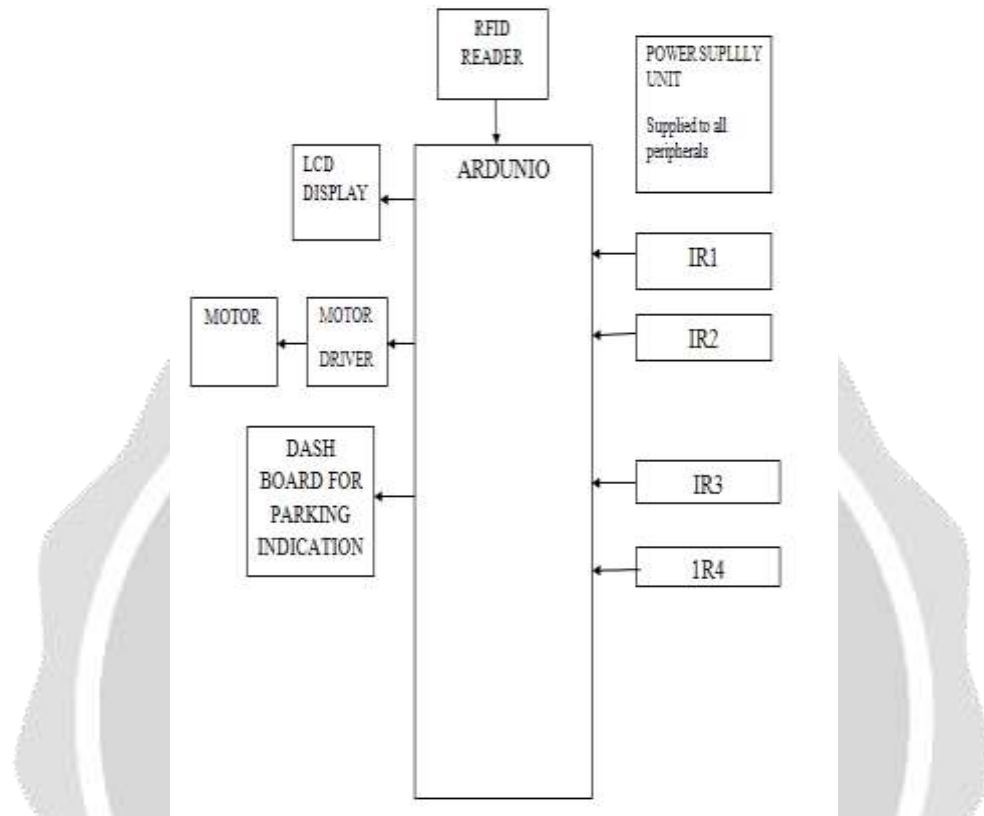 RFID
READER
POWER SUPLLLY
UNIT
Supplied to all
peripherals
ARDUNIO
LCD
DISPLAY
IR1
MOTOR
MOTOR
DRIVER
IR2
DASH
BOARD FOR
PARKING
INDICATION
IR3
1R4